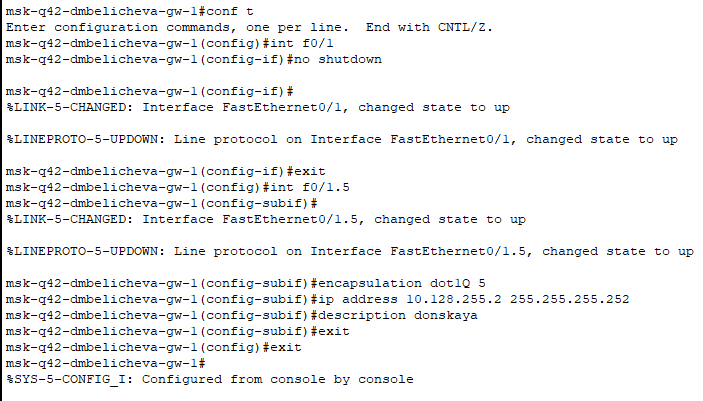 msk-q42-dmbelicheva-gw-1#conf t
Enter configuration commands, one per line.  End with CNTL/Z.
msk-q42-dmbelicheva-gw-1(config)#int f0/1
msk-q42-dmbelicheva-gw-1(config-if)#no shutdown
msk-q42-dmbelicheva-gw-1(config-if)#
%LINK-5-CHANGED: Interface FastEthernet0/1, changed state to up
%LINEPROTO-5-UPDOWN: Line protocol on Interface FastEthernet0/1, changed state to up
msk-q42-dmbelicheva-gw-1(config-if)#exit
msk-q42-dmbelicheva-gw-1(config)#int f0/1.5
msk-q42-dmbelicheva-gw-1(config-subif)#
%LINK-5-CHANGED: Interface FastEthernet0/1.5, changed state to up
%LINEPROTO-5-UPDOWN: Line protocol on Interface FastEthernet0/1.5, changed state to up
msk-q42-dmbelicheva-gw-1(config-subif)#encapsulation dot1Q 5
msk-q42-dmbelicheva-gw-1(config-subif)#ip address 10.128.255.2 255.255.255.252
msk-q42-dmbelicheva-gw-1(config-subif)#description donskaya
msk-q42-dmbelicheva-gw-1(config-subif)#exit
msk-q42-dmbelicheva-gw-1(config)#exit
msk-q42-dmbelicheva-gw-1#
%SYS-5-CONFIG_I: Configured from console by console